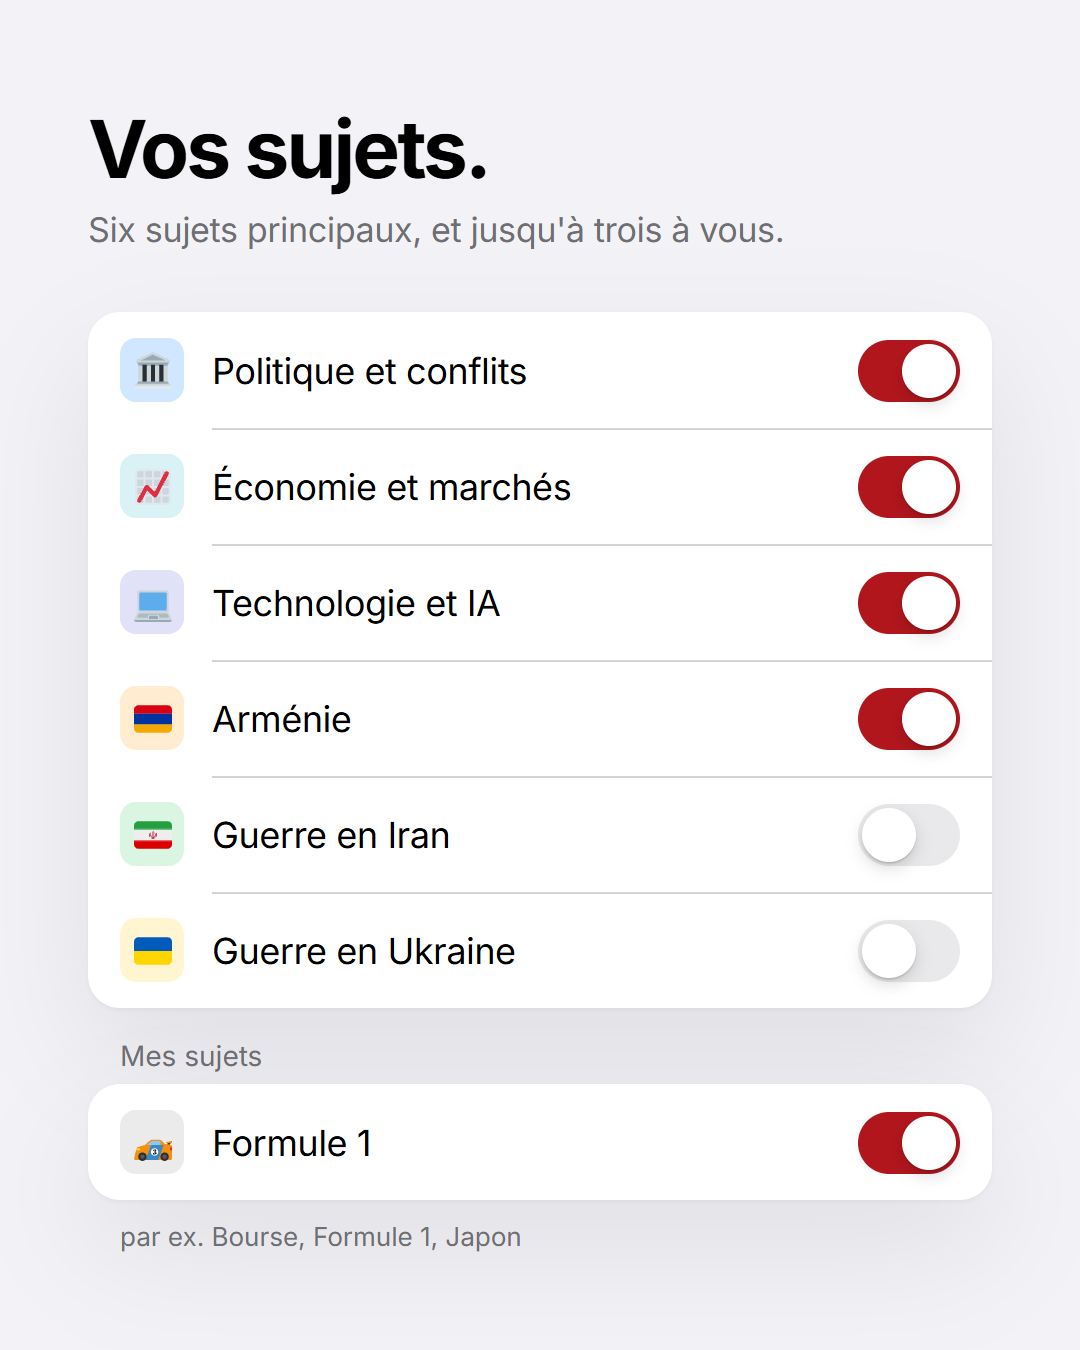 Vos sujets.
Six sujets principaux, et jusqu'à trois à vous.
Politique et conflits
Économie et marchés
Technologie et IA
Arménie
Guerre en Iran
Guerre en Ukraine
Mes sujets
Formule 1
par ex. Bourse, Formule 1, Japon